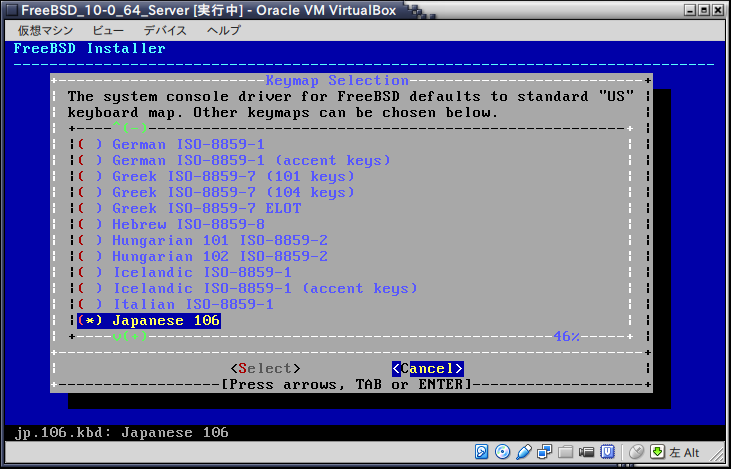 FreeBSD_10-0_64_Server [実行中] - Oracle VM VirtualBox
仮想マシン ビュー デバイス ヘルプ
FreeBSD Installer
Keymap Selection
The system console driver for FreeBSD defaults to standard "US"
keyboard map. Other keymaps can be chosen below.
^(-)
( ) German ISO-8859-1
( ) German ISO-8859-1 (accent keys)
( ) Greek ISO-8859-7 (101 keys)
( ) Greek ISO-8859-7 (104 keys)
( ) Greek ISO-8859-7 ELOT
( ) Hebrew ISO-8859-8
( ) Hungarian 101 ISO-8859-2
( ) Hungarian 102 ISO-8859-2
( ) Icelandic ISO-8859-1
( ) Icelandic ISO-8859-1 (accent keys)
( ) Italian ISO-8859-1
(*) Japanese 106
v(+) 46%
<Select> <Cancel>
[Press arrows, TAB or ENTER]
jp.106.kbd: Japanese 106
左 Alt